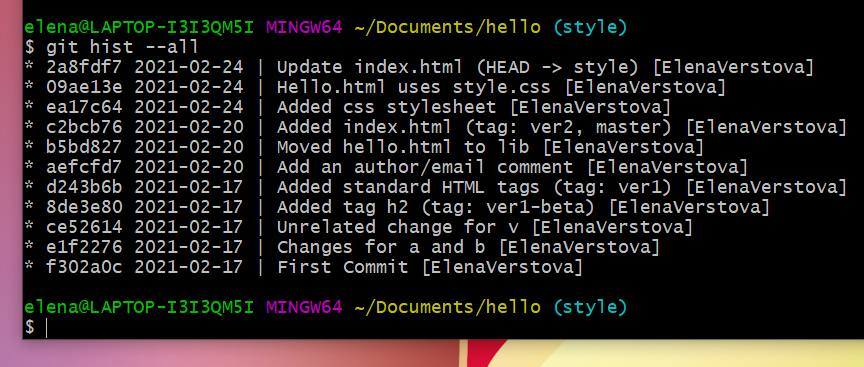 elena@LAPTOP-I3I3QM5I MINGW64 ~/Documents/hello (style)
$ git hist --all
* 2a8fdf7 2021-02-24 | Update index.html (HEAD -> style) [ElenaVerstova]
* 09ae13e 2021-02-24 | Hello.html uses style.css [ElenaVerstova]
* ea17c64 2021-02-24 | Added css stylesheet [ElenaVerstova]
* c2bcb76 2021-02-20 | Added index.html (tag: ver2, master) [ElenaVerstova]
* b5bd827 2021-02-20 | Moved hello.html to lib [ElenaVerstova]
* aefcfd7 2021-02-20 | Add an author/email comment [ElenaVerstova]
* d243b6b 2021-02-17 | Added standard HTML tags (tag: ver1) [ElenaVerstova]
* 8de3e80 2021-02-17 | Added tag h2 (tag: ver1-beta) [ElenaVerstova]
* ce52614 2021-02-17 | Unrelated change for v [ElenaVerstova]
* e1f2276 2021-02-17 | Changes for a and b [ElenaVerstova]
* f302a0c 2021-02-17 | First Commit [ElenaVerstova]
elena@LAPTOP-I3I3QM5I MINGW64 ~/Documents/hello (style)
$